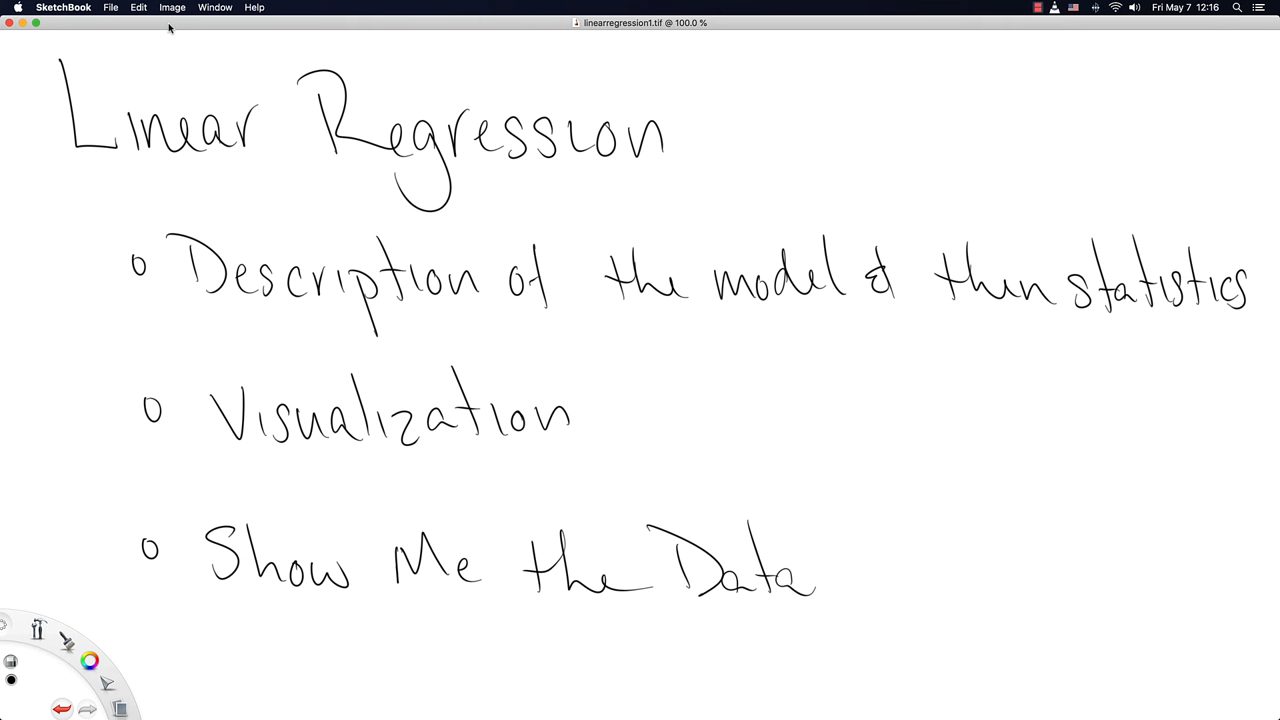 SketchBook File Edit Image Window Help Fri May 7 12:16
linearregression1.tif @ 100.0 %
Linear Regression
o Description of the model & then statistics
o Visualization
o Show Me the Data